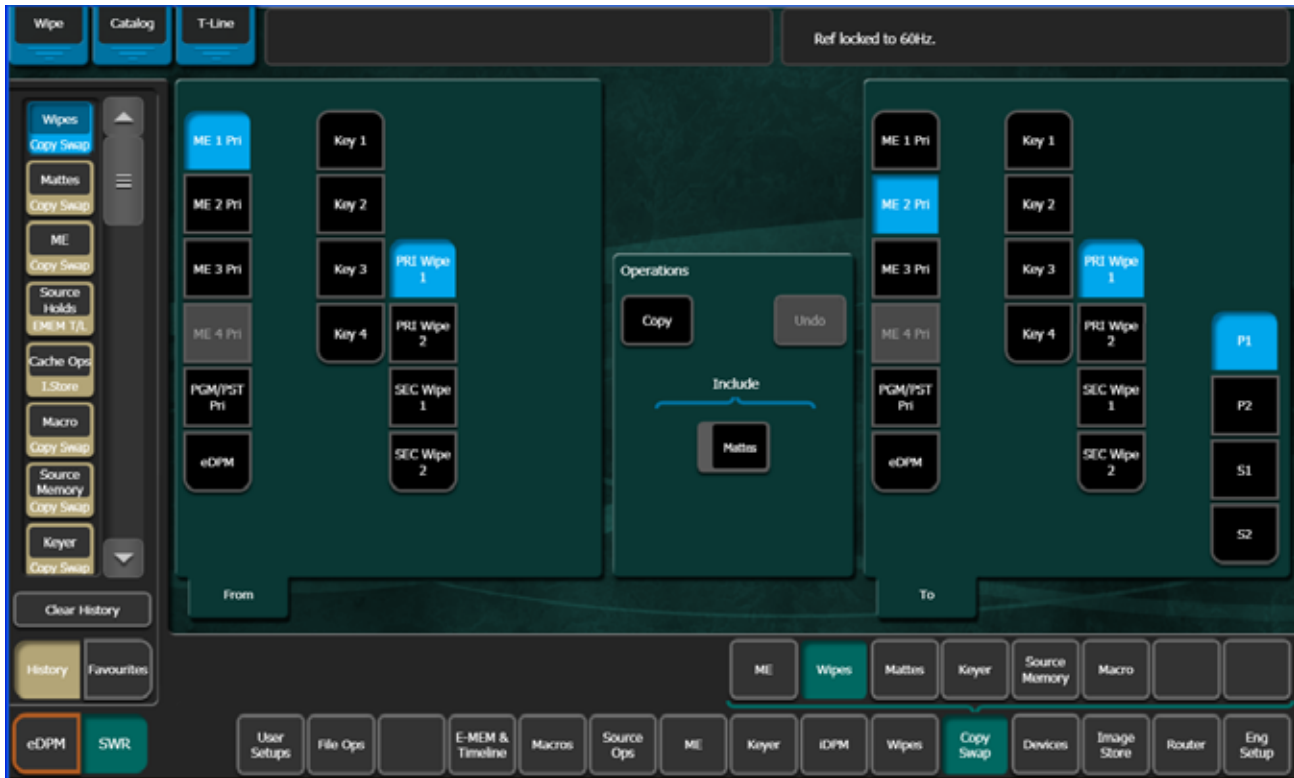 Wipe
Catalog
T-Line
Ref locked to 60Hz.
Wipes
Copy Swap
Mattes
Copy Swap
ME
Copy Swap
Source
Holds
EMEM T/L
Cache Ops
I.Store
Macro
Copy Swap
Source
Memory
Copy Swap
Keyer
Copy Swap
Clear History
History
Favourites
eDPM
SWR
ME 1 Pri
ME 2 Pri
ME 3 Pri
ME 4 Pri
PGM/PST
Pri
eDPM
Key 1
Key 2
Key 3
Key 4
PRI Wipe
1
PRI Wipe
2
SEC Wipe
1
SEC Wipe
2
From
Operations
Copy
Undo
Include
Mattes
ME 1 Pri
ME 2 Pri
ME 3 Pri
ME 4 Pri
PGM/PST
Pri
eDPM
Key 1
Key 2
Key 3
Key 4
PRI Wipe
1
PRI Wipe
2
SEC Wipe
1
SEC Wipe
2
P1
P2
S1
S2
To
ME
Wipes
Mattes
Keyer
Source
Memory
Macro
User
Setups
File Ops
E-MEM &
Timeline
Macros
Source
Ops
ME
Keyer
iDPM
Wipes
Copy
Swap
Devices
Image
Store
Router
Eng
Setup